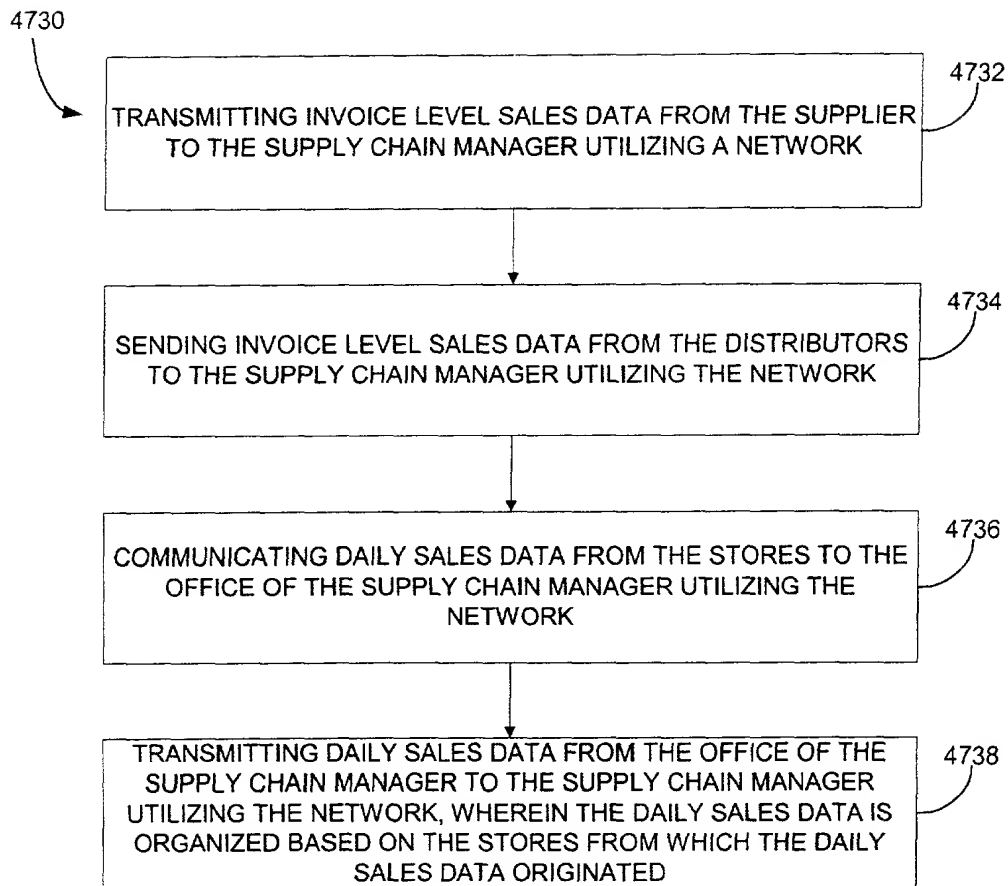 4730
4732
TRANSMITTING INVOICE LEVEL SALES DATA FROM THE SUPPLIER
TO THE SUPPLY CHAIN MANAGER UTILIZING A NETWORK
4734
SENDING INVOICE LEVEL SALES DATA FROM THE DISTRIBUTORS
TO THE SUPPLY CHAIN MANAGER UTILIZING THE NETWORK
4736
COMMUNICATING DAILY SALES DATA FROM THE STORES TO THE
OFFICE OF THE SUPPLY CHAIN MANAGER UTILIZING THE
NETWORK
4738
TRANSMITTING DAILY SALES DATA FROM THE OFFICE OF THE
SUPPLY CHAIN MANAGER TO THE SUPPLY CHAIN MANAGER
UTILIZING THE NETWORK, WHEREIN THE DAILY SALES DATA IS
ORGANIZED BASED ON THE STORES FROM WHICH THE DAILY
SALES DATA ORIGINATED